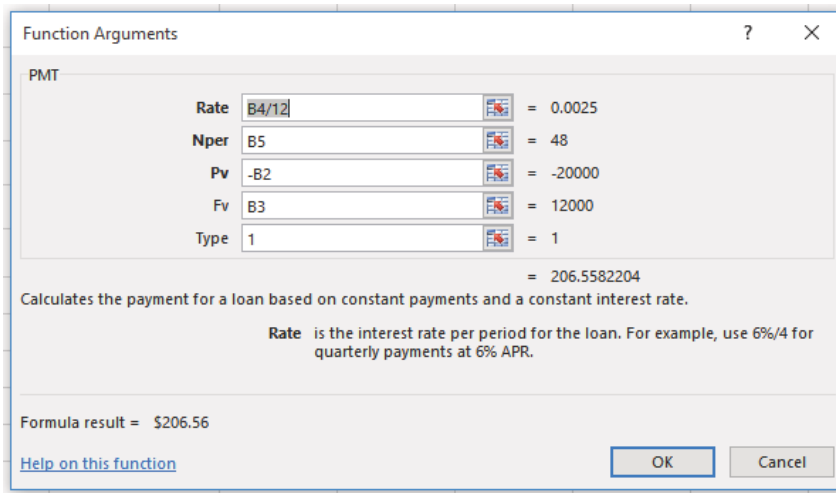 Function Arguments ? ×
PMT
Rate B4/12 = 0.0025
Nper B5 = 48
Pv -B2 = -20000
Fv B3 = 12000
Type 1 = 1
= 206.5582204
Calculates the payment for a loan based on constant payments and a constant interest rate.
Rate is the interest rate per period for the loan. For example, use 6%/4 for
quarterly payments at 6% APR.
Formula result = $206.56
Help on this function OK Cancel